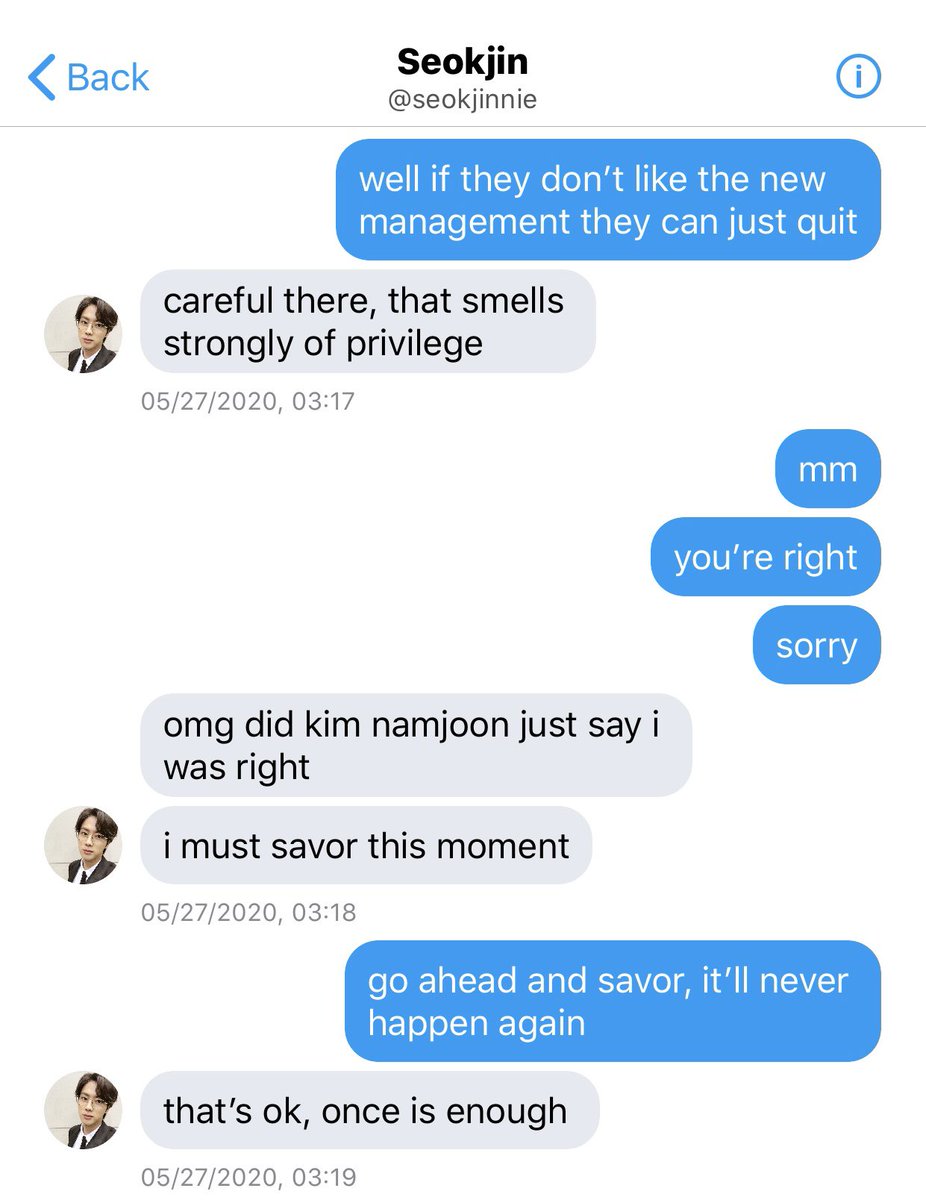 Back
Seokjin
@seokjinnie
i
well if they don’t like the new
management they can just quit
careful there, that smells
strongly of privilege
05/27/2020, 03:17
mm
you’re right
sorry
omg did kim namjoon just say i
was right
i must savor this moment
05/27/2020, 03:18
go ahead and savor, it’ll never
happen again
that’s ok, once is enough
05/27/2020, 03:19